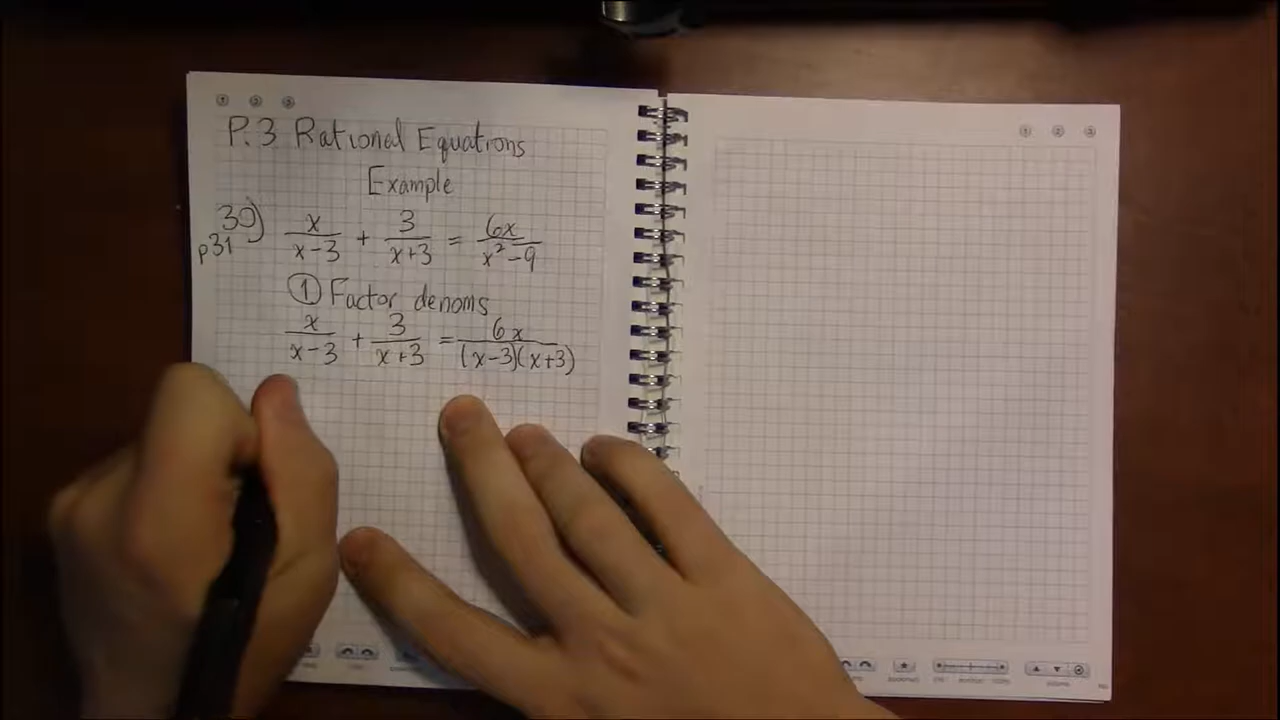 P.3 Rational Equations
Example
39) x/(x-3) + 3/(x+3) = 6x/(x²-9)
p31
① Factor denoms
x/(x-3) + 3/(x+3) = 6x/((x-3)(x+3))